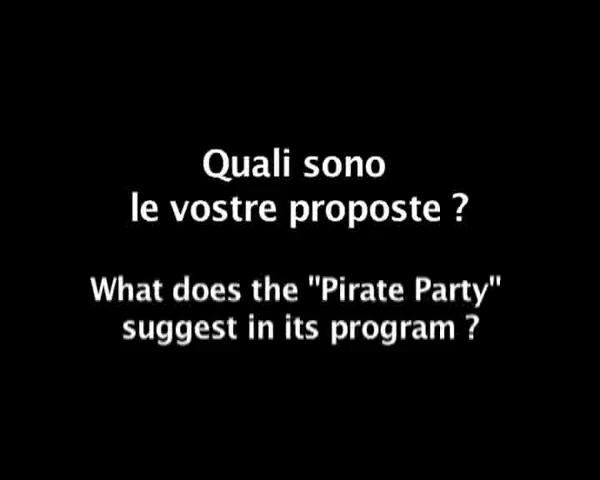 Quali sono
le vostre proposte ?
What does the "Pirate Party"
suggest in its program ?